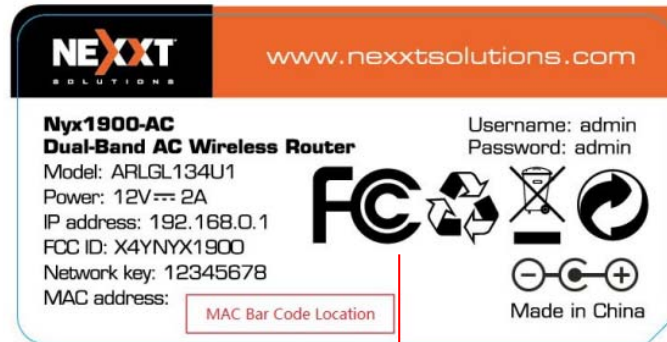 NEXXT
SOLUTIONS
www.nexxtsolutions.com
Nyx1900-AC
Dual-Band AC Wireless Router
Model: ARLGL134U1
Power: 12V⎓ 2A
IP address: 192.168.0.1
FCC ID: X4YNYX1900
Network key: 12345678
MAC address:
MAC Bar Code Location
Username: admin
Password: admin
FC
Made in China